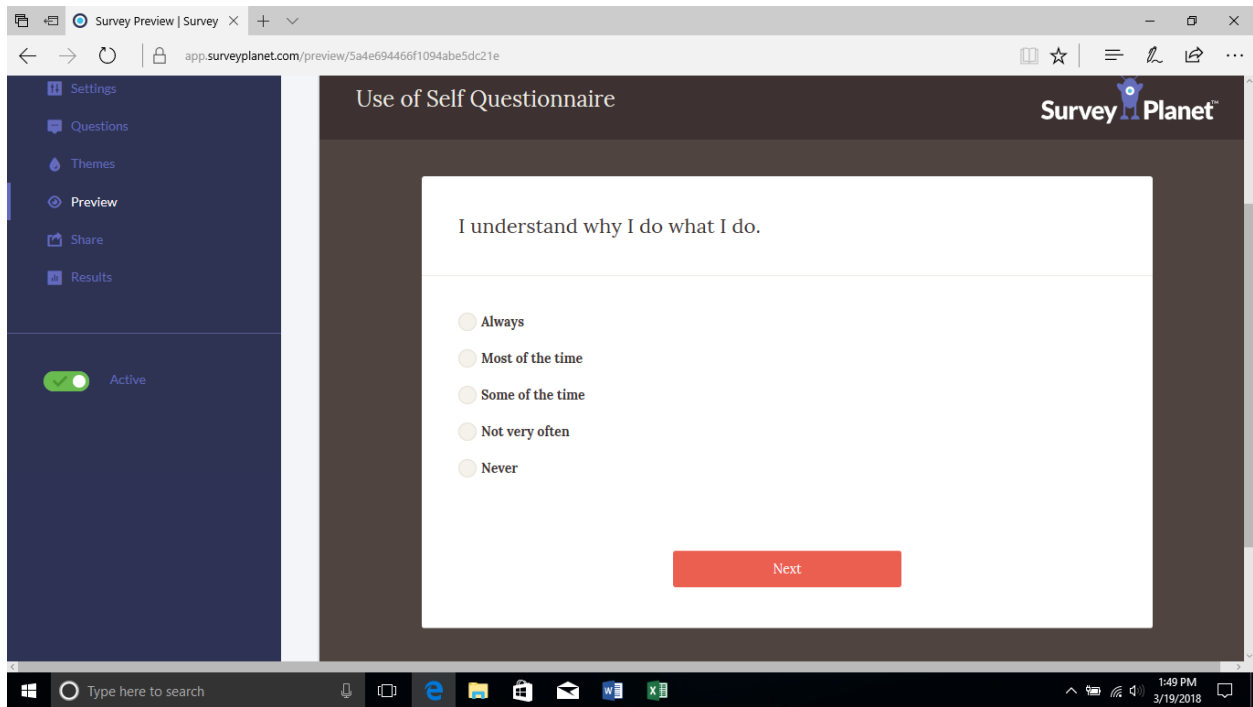 Survey Preview | Survey
app.surveyplanet.com/preview/5a4e694466f1094abe5dc21e
Settings
Questions
Themes
Preview
Share
Results
Active
Use of Self Questionnaire
Survey Planet™
I understand why I do what I do.
Always
Most of the time
Some of the time
Not very often
Never
Next
Type here to search
1:49 PM
3/19/2018